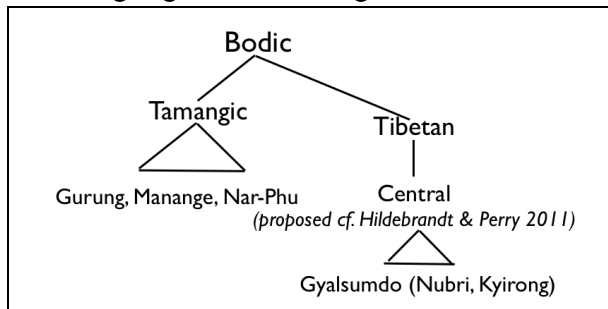 Bodic
Tamangic
Tibetan
Gurung, Manange, Nar-Phu
Central
(proposed cf. Hildebrandt & Perry 2011)
Gyalsumdo (Nubri, Kyirong)